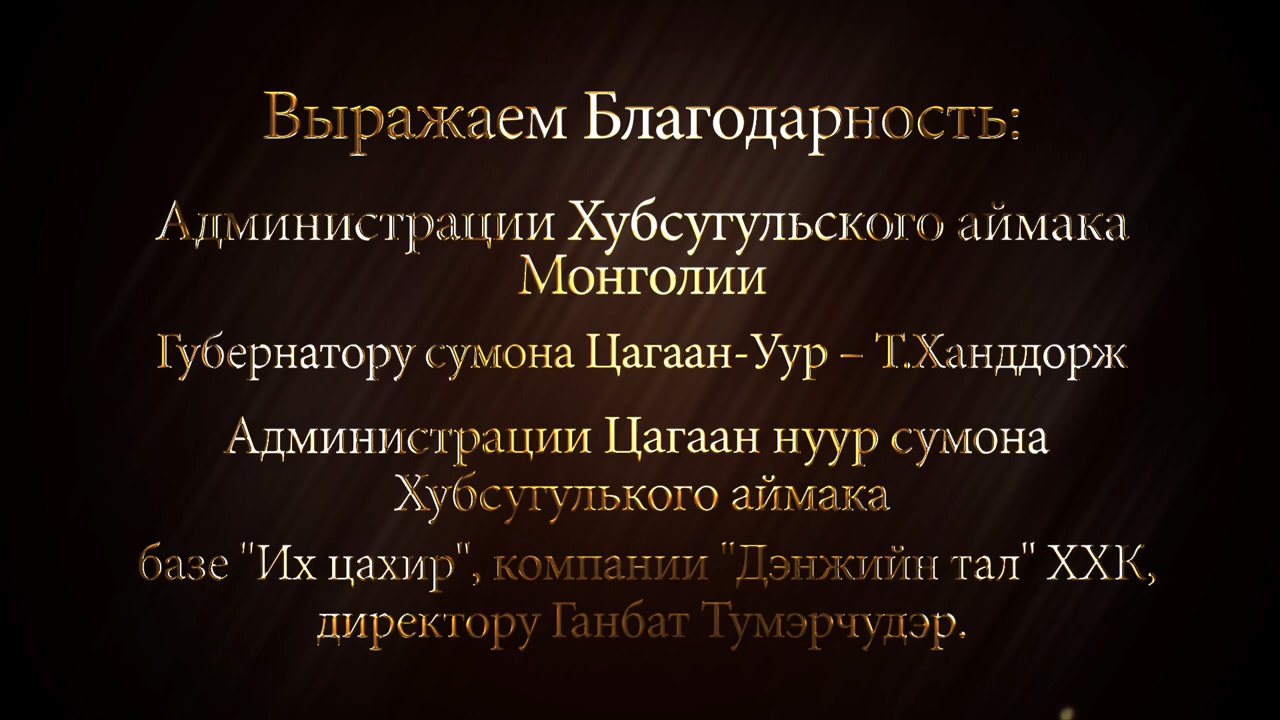 Выражаем Благодарность:
Администрации Хубсугульского аймака
Монголии
Губернатору сумона Цагаан-Уур – Т.Ханддорж
Администрации Цагаан нуур сумона
Хубсугулького аймака
базе "Их цахир", компании "Дэнжийн тал" ХХК,
директору Ганбат Тумэрчудэр.